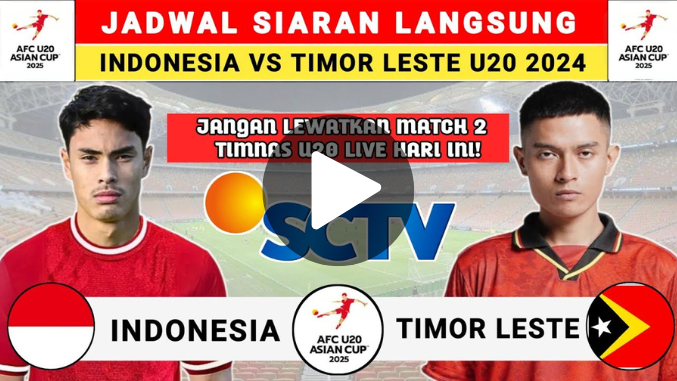 JADWAL SIARAN LANGSUNG
AFC U20
ASIAN CUP
2025
INDONESIA VS TIMOR LESTE U20 2024
AFC U20
ASIAN CUP
2025
JANGAN LEWATKAN MATCH 2
TIMNAS U20 LIVE HARI INI!
SCTV
INDONESIA
AFC U20
ASIAN CUP
2025
TIMOR LESTE